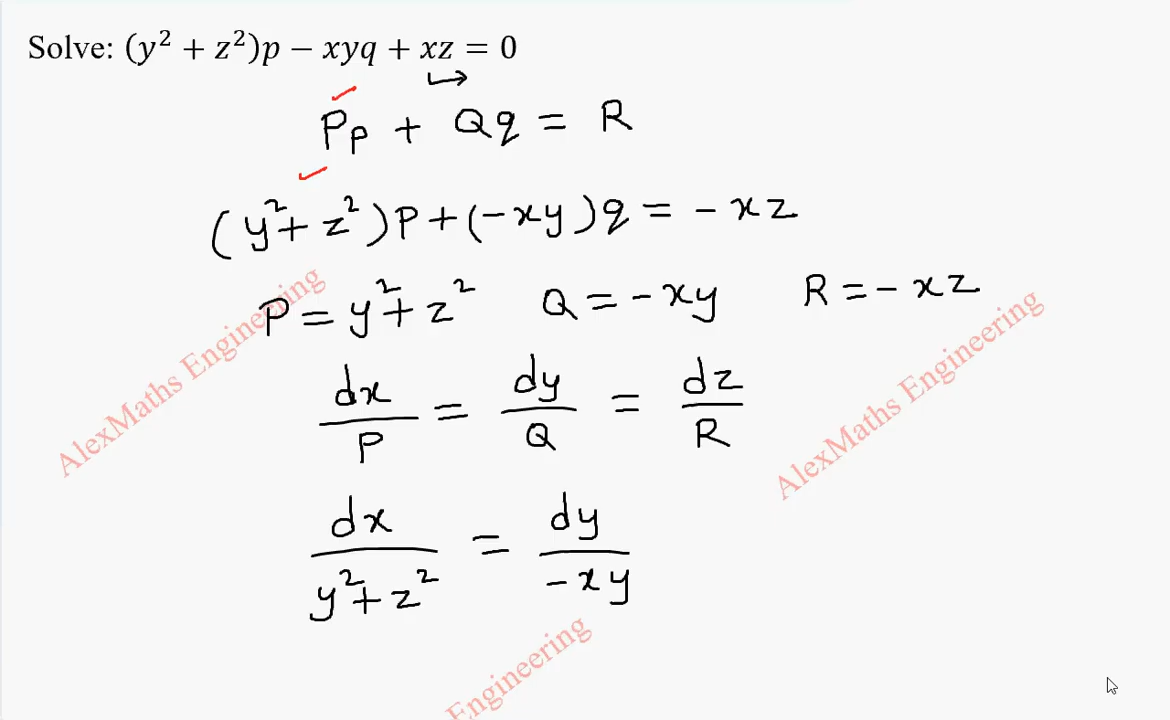 Solve: (y² + z²)p − xyq + xz = 0
Pp + Qq = R
(y² + z²)p + (−xy)q = −xz
P = y² + z² Q = −xy R = −xz
AlexMaths Engineering
AlexMaths Engineering
dx/P = dy/Q = dz/R
dx/(y² + z²) = dy/(−xy)
AlexMaths Engineering